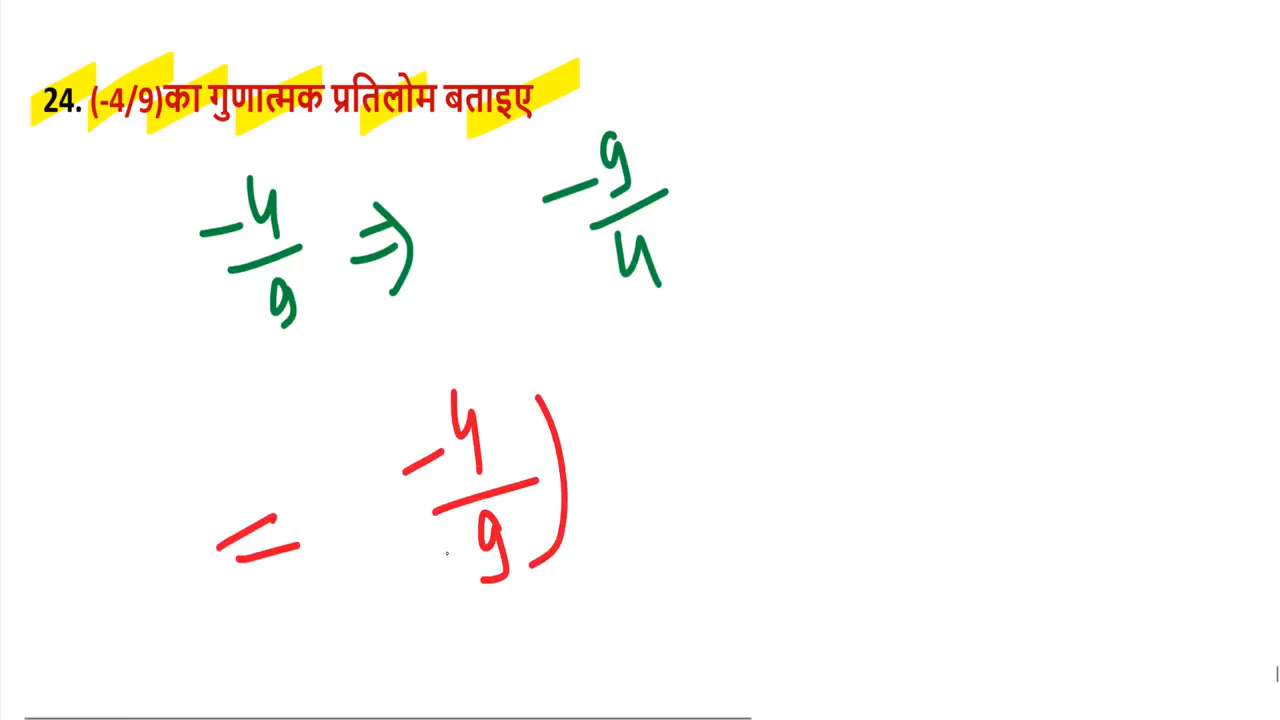 24. (-4/9)का गुणात्मक प्रतिलोम बताइए
-4/9 ⇒ -9/4
= -4/9)